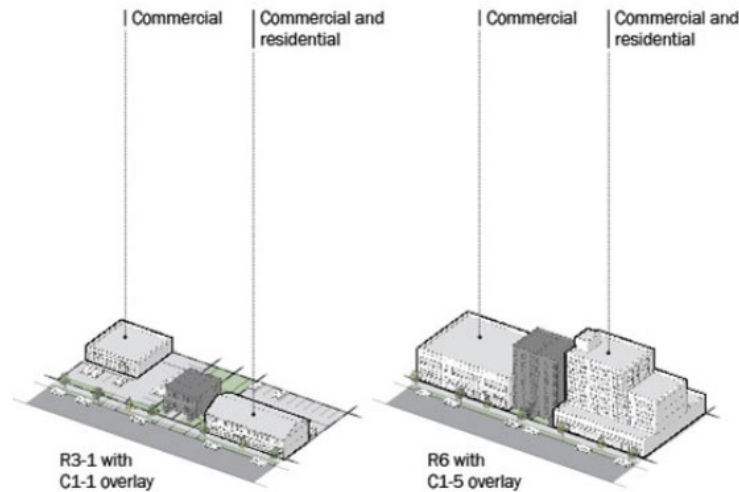 Commercial
Commercial and
residential
Commercial
Commercial and
residential
R3-1 with
C1-1 overlay
R6 with
C1-5 overlay